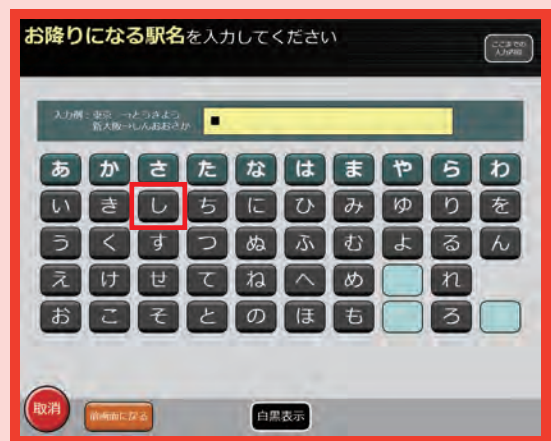 お降りになる駅名を入力してください
ここまでの
入力内容
入力例：東京→とうきょう
新大阪→しんおおさか
あ か さ た な は ま や ら わ
い き し ち に ひ み ゆ り を
う く す つ ぬ ふ む よ る ん
え け せ て ね へ め れ
お こ そ と の ほ も ろ
取消
前画面に戻る
白黒表示